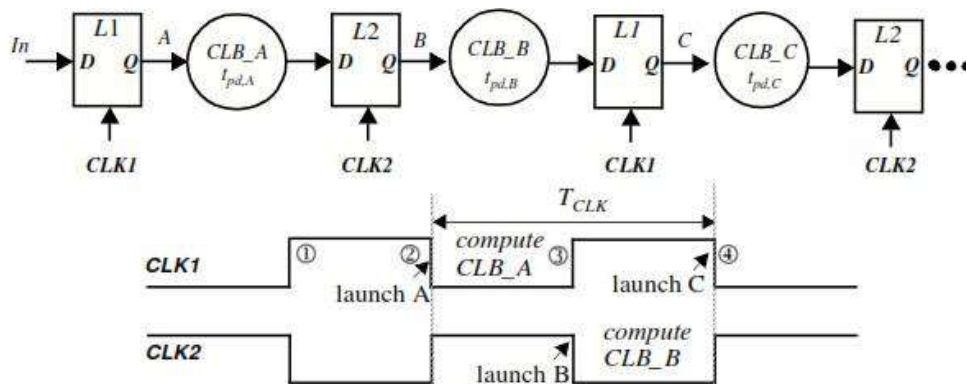 In L1 A CLB_A L2 B CLB_B L1 C CLB_C L2
D Q t_pd,A D Q t_pd,B D Q t_pd,C D Q
CLK1 CLK2 CLK1 CLK2
T_CLK
① ② compute ③ ④
CLK1 CLB_A
launch A launch C
CLK2 compute
launch B CLB_B